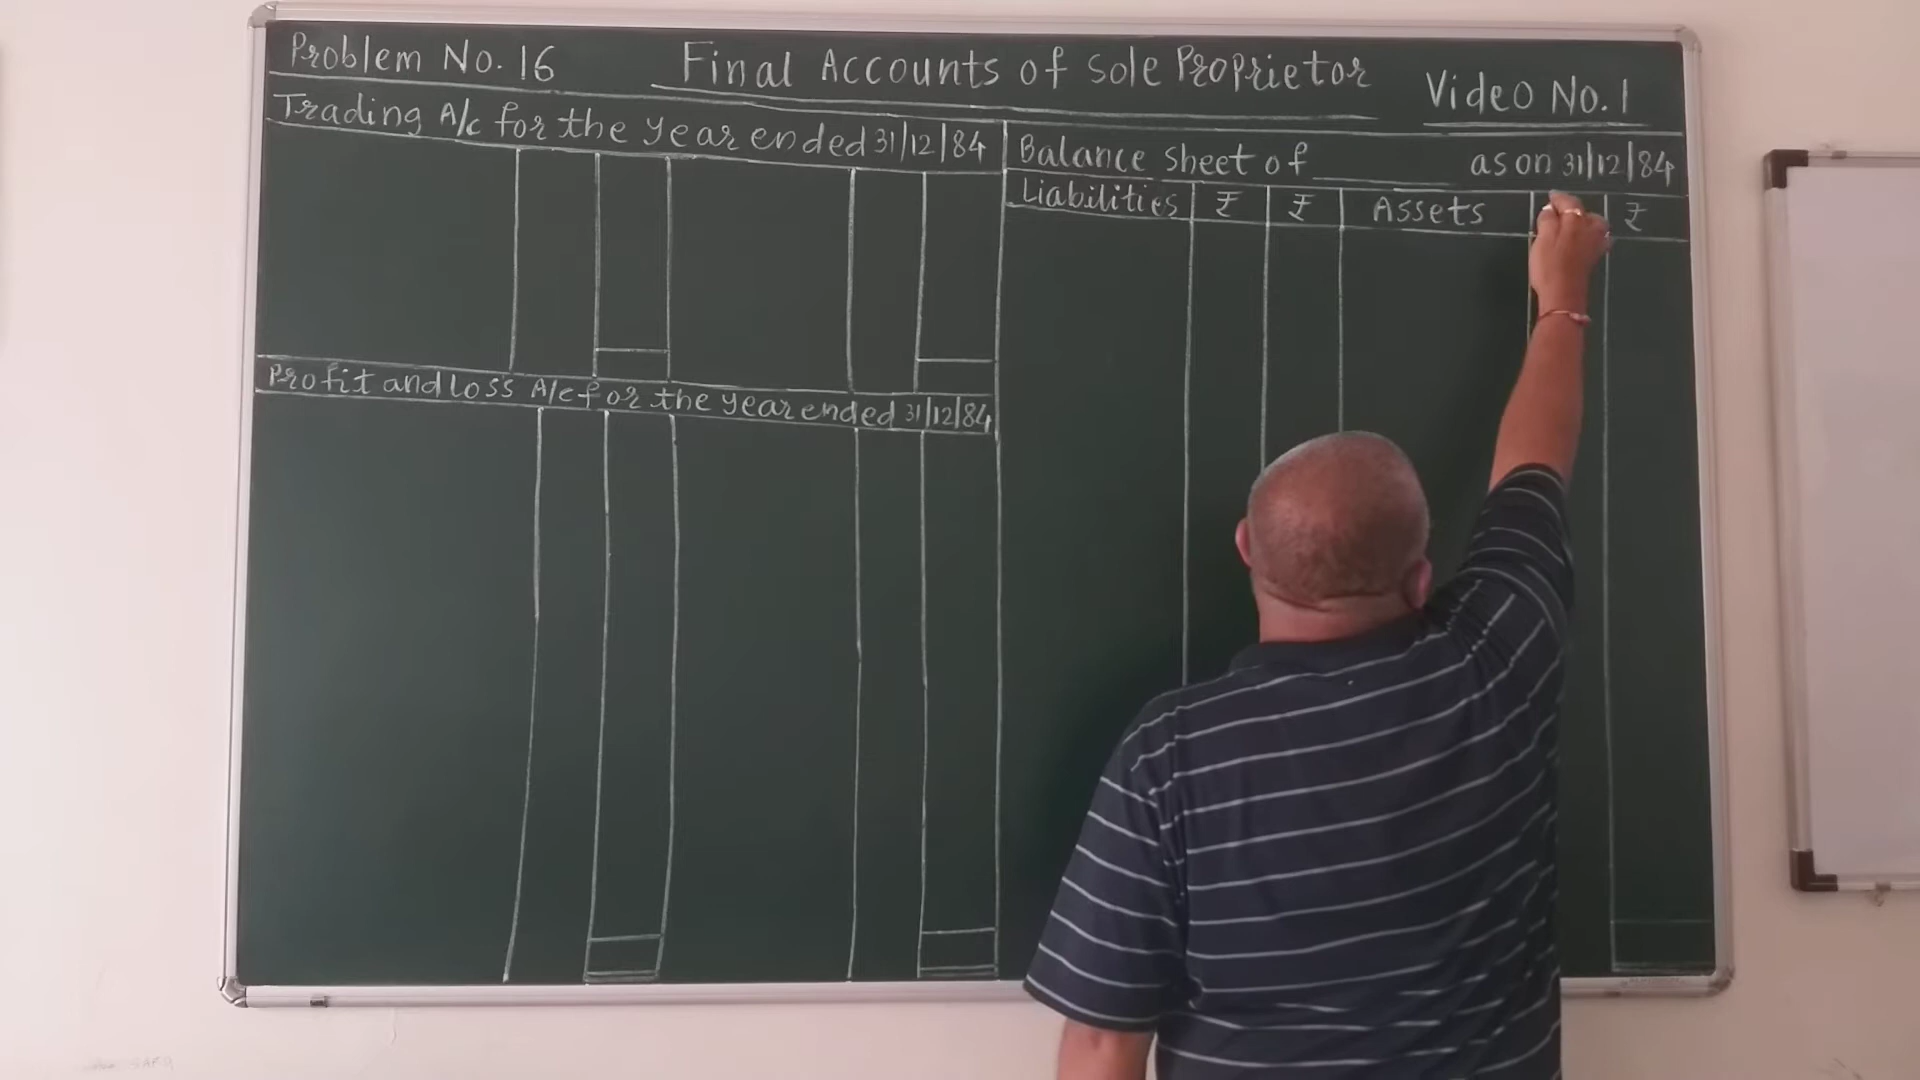 Problem No. 16
Final Accounts of Sole Proprietor
Video No. 1
Trading A/c for the year ended 31/12/84
Balance Sheet of ______ as on 31/12/84
Liabilities ₹ ₹ Assets ₹
Profit and loss A/c for the year ended 31/12/84